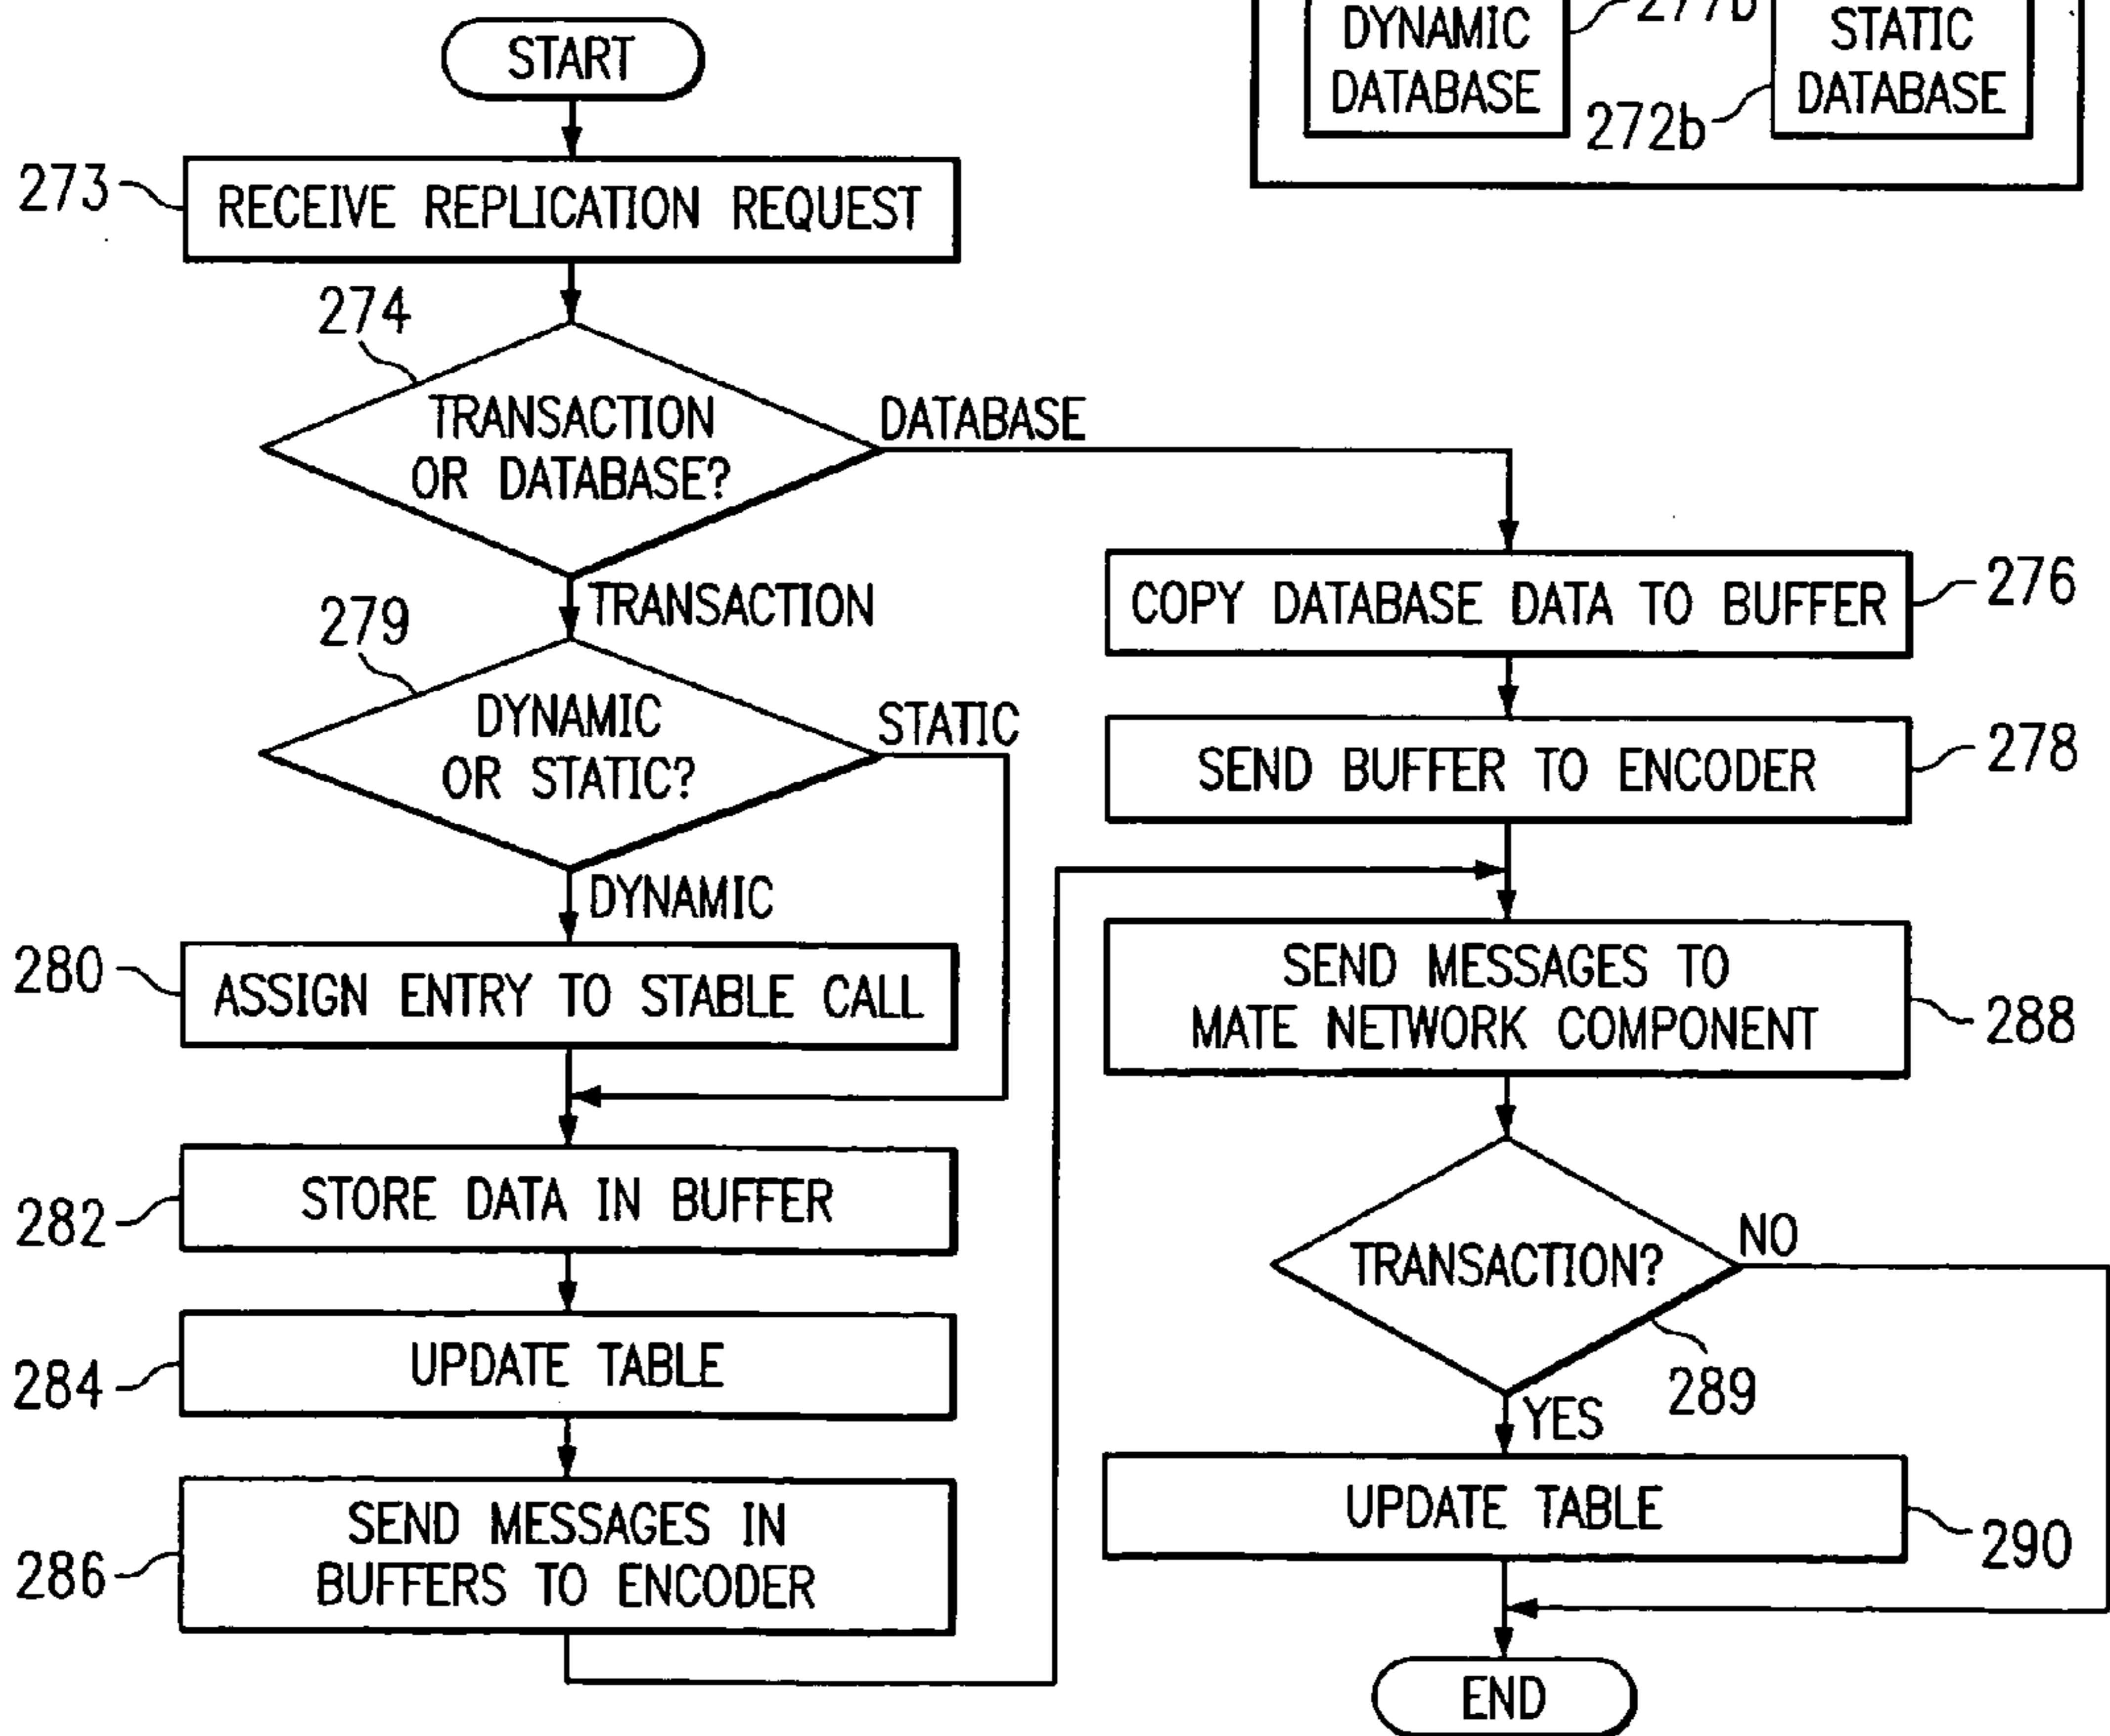 START
273
RECEIVE REPLICATION REQUEST
274
TRANSACTION
OR DATABASE?
DATABASE
TRANSACTION
279
DYNAMIC
OR STATIC?
STATIC
DYNAMIC
280
ASSIGN ENTRY TO STABLE CALL
282
STORE DATA IN BUFFER
284
UPDATE TABLE
286
SEND MESSAGES IN
BUFFERS TO ENCODER
DYNAMIC
DATABASE
277b
STATIC
DATABASE
272b
COPY DATABASE DATA TO BUFFER
276
SEND BUFFER TO ENCODER
278
SEND MESSAGES TO
MATE NETWORK COMPONENT
288
TRANSACTION?
NO
289
YES
UPDATE TABLE
290
END